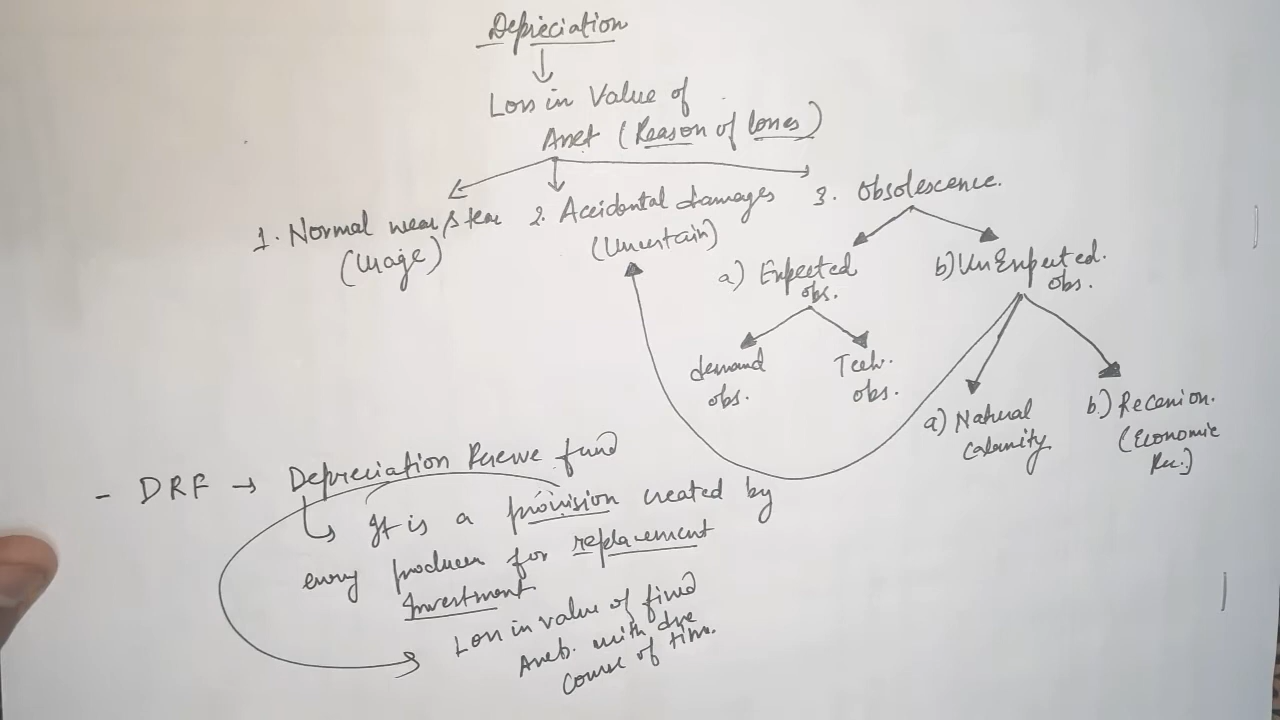 Depreciation
Loss in Value of
Asset (Reason of losses)
1. Normal wear & tear
(Usage)
2. Accidental damages
(Uncertain)
3. Obsolescence.
a) Expected
obs.
b) UnExpected.
obs.
demand
obs.
Tech.
obs.
a) Natural
Calamity
b.) Recession.
(Economic
Rec.)
- DRF → Depreciation Reserve fund
It is a provision created by
every producer for replacement
Investment
Loss in value of fixed
Assets. with due
course of time.